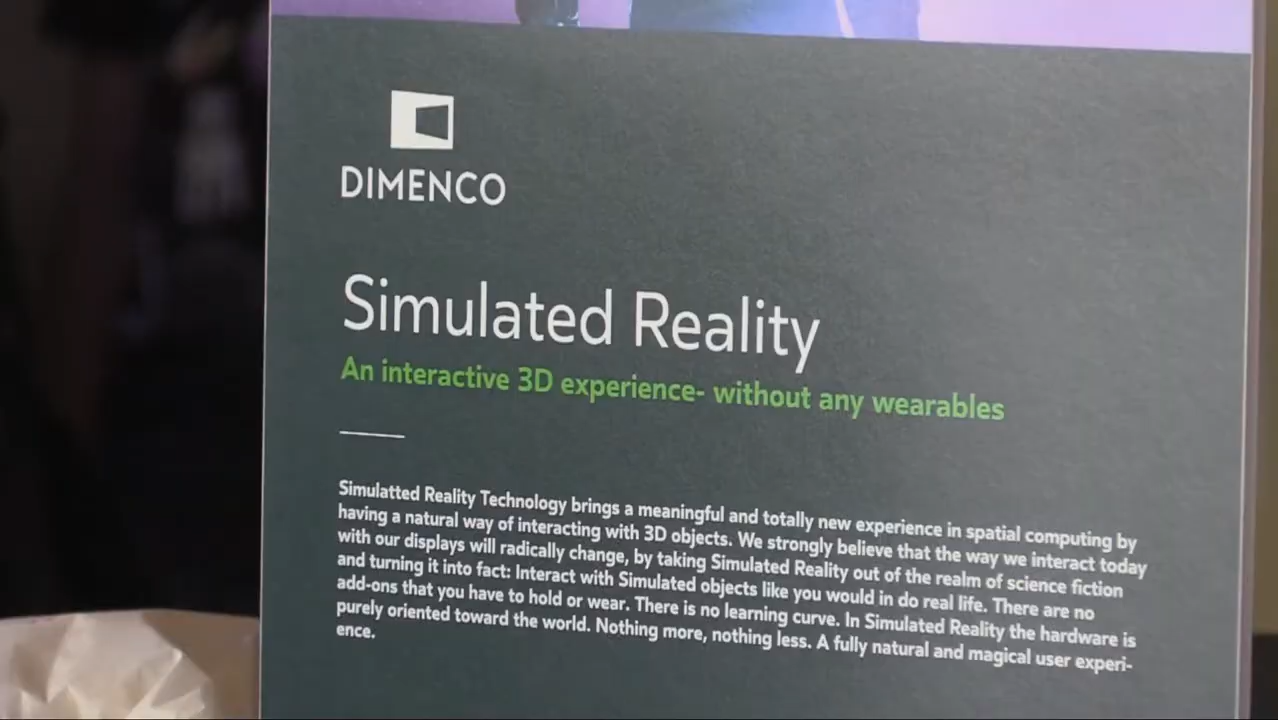 DIMENCO
Simulated Reality
An interactive 3D experience- without any wearables
Simulatted Reality Technology brings a meaningful and totally new experience in spatial computing by
having a natural way of interacting with 3D objects. We strongly believe that the way we interact today
with our displays will radically change, by taking Simulated Reality out of the realm of science fiction
and turning it into fact: Interact with Simulated objects like you would in do real life. There are no
add-ons that you have to hold or wear. There is no learning curve. In Simulated Reality the hardware is
purely oriented toward the world. Nothing more, nothing less. A fully natural and magical user experi-
ence.